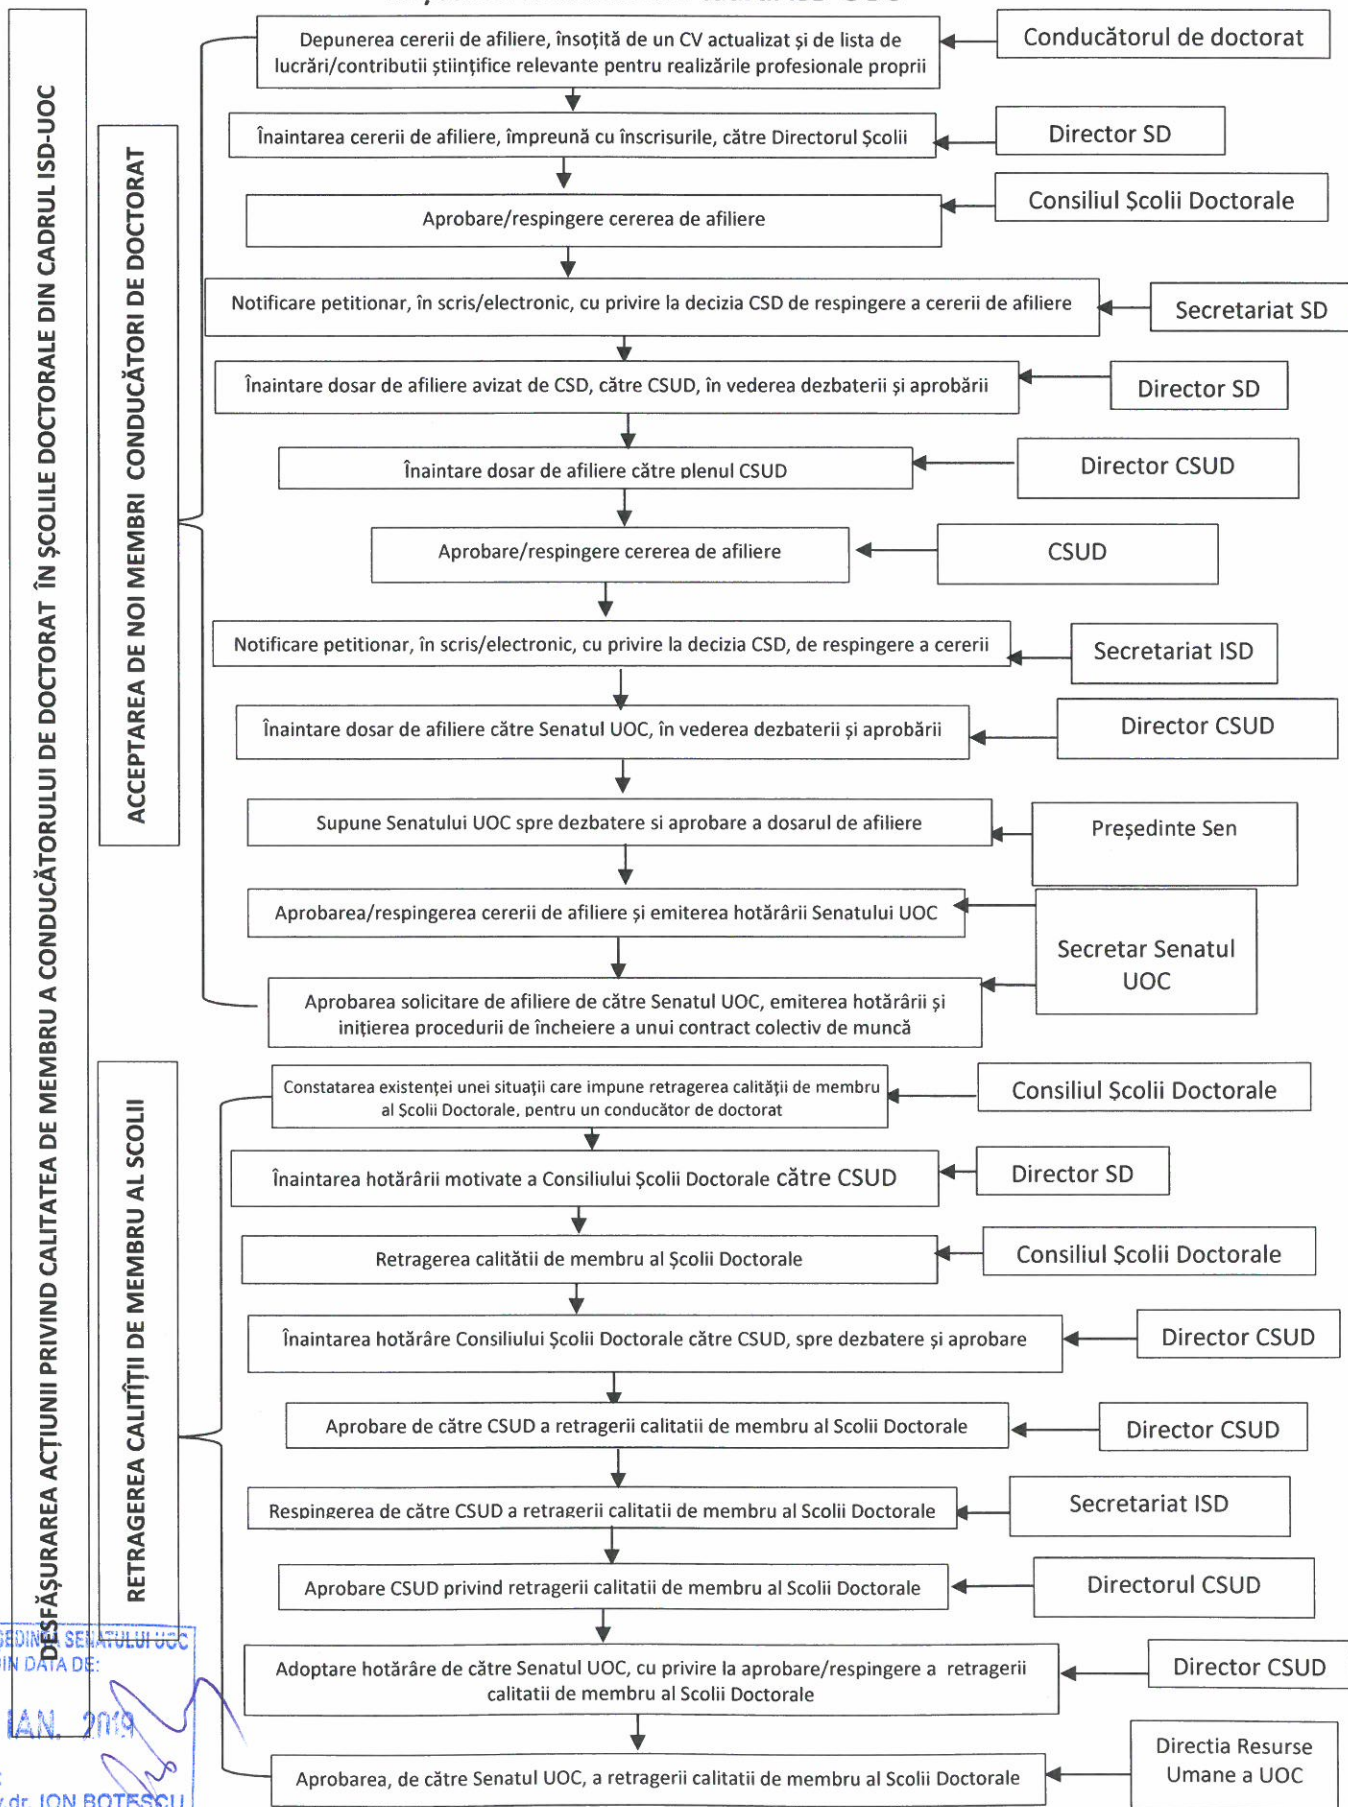 DESFĂȘURAREA ACȚIUNII PRIVIND CALITATEA DE MEMBRU A CONDUCĂTORULUI DE DOCTORAT ÎN ȘCOLILE DOCTORALE DIN CADRUL ISD-UOC
ACCEPTAREA DE NOI MEMBRI CONDUCĂTORI DE DOCTORAT
Depunerea cererii de afiliere, însoțită de un CV actualizat și de lista de
lucrări/contributii științifice relevante pentru realizările profesionale proprii
Conducătorul de doctorat
Înaintarea cererii de afiliere, împreună cu înscrisurile, către Directorul Școlii
Director SD
Aprobare/respingere cererea de afiliere
Consiliul Școlii Doctorale
Notificare petitionar, în scris/electronic, cu privire la decizia CSD de respingere a cererii de afiliere
Secretariat SD
Înaintare dosar de afiliere avizat de CSD, către CSUD, în vederea dezbaterii și aprobării
Director SD
Înaintare dosar de afiliere către plenul CSUD
Director CSUD
Aprobare/respingere cererea de afiliere
CSUD
Notificare petitionar, în scris/electronic, cu privire la decizia CSD, de respingere a cererii
Secretariat ISD
Înaintare dosar de afiliere către Senatul UOC, în vederea dezbaterii și aprobării
Director CSUD
Supune Senatului UOC spre dezbatere si aprobare a dosarul de afiliere
Președinte Sen
Aprobarea/respingerea cererii de afiliere și emiterea hotărârii Senatului UOC
Secretar Senatul
UOC
Aprobarea solicitare de afiliere de către Senatul UOC, emiterea hotărârii și
inițierea procedurii de încheiere a unui contract colectiv de muncă
RETRAGEREA CALITÎȚII DE MEMBRU AL SCOLII
Constatarea existenței unei situații care impune retragerea calității de membru
al Școlii Doctorale, pentru un conducător de doctorat
Consiliul Școlii Doctorale
Înaintarea hotărârii motivate a Consiliului Școlii Doctorale către CSUD
Director SD
Retragerea calitătii de membru al Școlii Doctorale
Consiliul Școlii Doctorale
Înaintarea hotărâre Consiliului Școlii Doctorale către CSUD, spre dezbatere și aprobare
Director CSUD
Aprobare de către CSUD a retragerii calitatii de membru al Scolii Doctorale
Director CSUD
Respingerea de către CSUD a retragerii calitatii de membru al Scolii Doctorale
Secretariat ISD
Aprobare CSUD privind retragerii calitatii de membru al Scolii Doctorale
Directorul CSUD
Adoptare hotărâre de către Senatul UOC, cu privire la aprobare/respingere a retragerii
calitatii de membru al Scolii Doctorale
Director CSUD
Aprobarea, de către Senatul UOC, a retragerii calitatii de membru al Scolii Doctorale
Directia Resurse
Umane a UOC
SENATULUI UOC
DIN DATA DE:
IAN. 2019
dr. ION BOTESCU